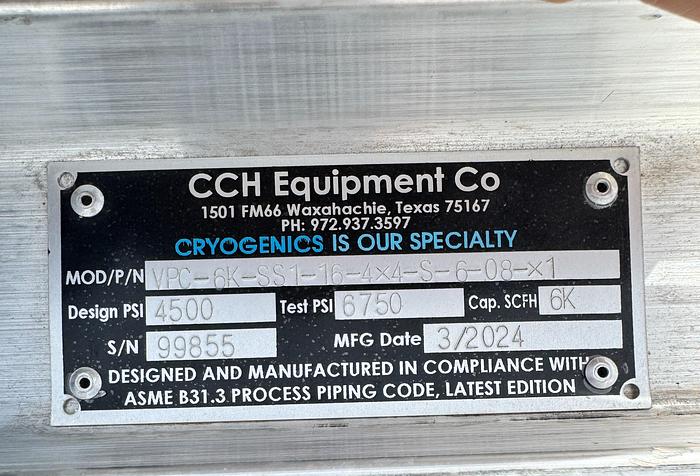 CCH Equipment Co
1501 FM66 Waxahachie, Texas 75167
PH: 972.937.3597
CRYOGENICS IS OUR SPECIALTY
MOD/P/N VPC-6K-SS1-16-4x4-S-6-08-x1
Design PSI 4500 Test PSI 6750 Cap. SCFH 6K
S/N 99855 MFG Date 3/2024
DESIGNED AND MANUFACTURED IN COMPLIANCE WITH
ASME B31.3 PROCESS PIPING CODE, LATEST EDITION